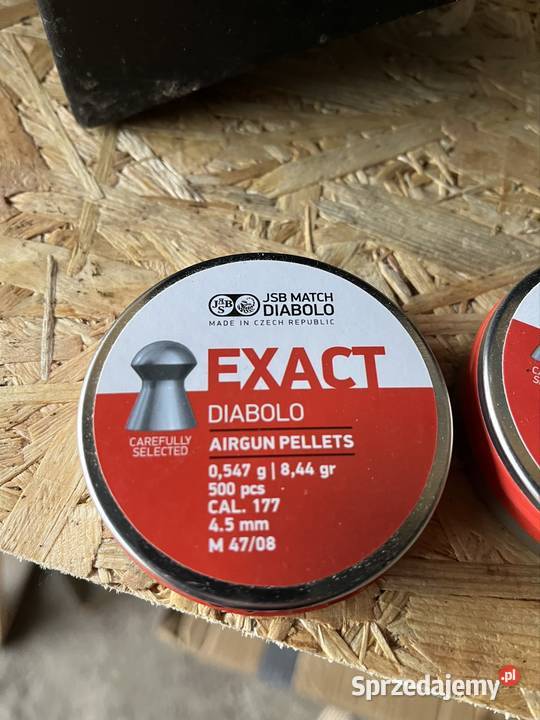 JSB
JSB MATCH
DIABOLO
MADE IN CZECH REPUBLIC
EXACT
DIABOLO
CAREFULLY
SELECTED
AIRGUN PELLETS
0,547 g | 8,44 gr
500 pcs
CAL. 177
4.5 mm
M 47/08
Sprzedajemy.pl